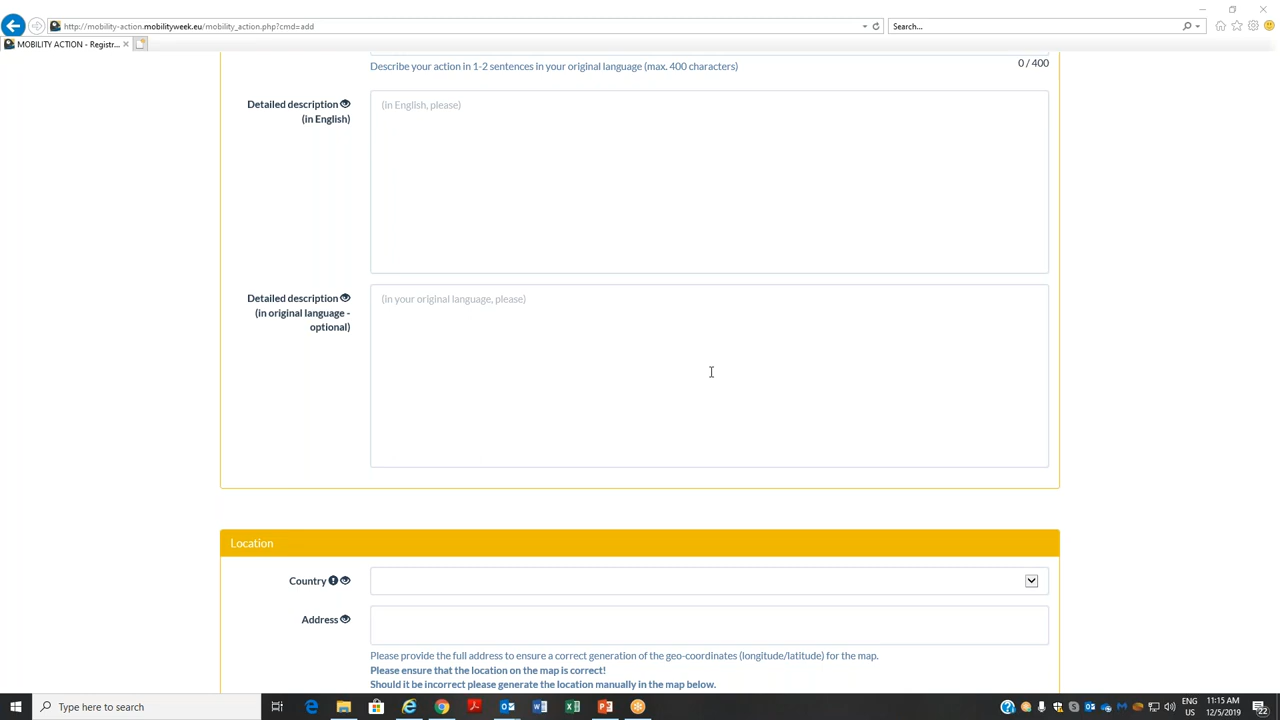 http://mobility-action.mobilityweek.eu/mobility_action.php?cmd=add
Search...
MOBILITY ACTION - Registr...
Describe your action in 1-2 sentences in your original language (max. 400 characters)
0 / 400
Detailed description
(in English)
(in English, please)
Detailed description
(in original language -
optional)
(in your original language, please)
Location
Country
Address
Please provide the full address to ensure a correct generation of the geo-coordinates (longitude/latitude) for the map.
Please ensure that the location on the map is correct!
Should it be incorrect please generate the location manually in the map below.
Type here to search
ENG
US
11:15 AM
12/5/2019
22